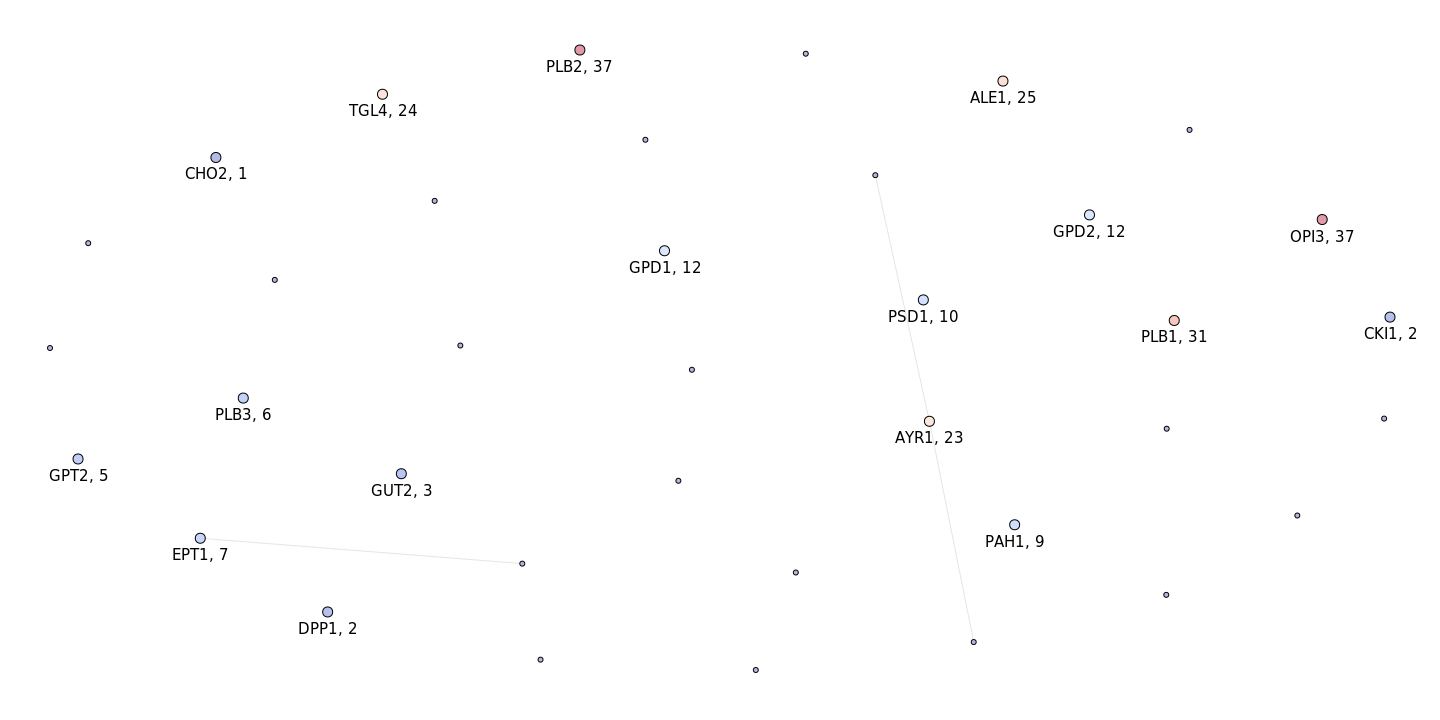 PLB2, 37
ALE1, 25
TGL4, 24
CHO2, 1
GPD2, 12
OPI3, 37
GPD1, 12
PSD1, 10
PLB1, 31
CKI1, 2
PLB3, 6
AYR1, 23
GPT2, 5
GUT2, 3
PAH1, 9
EPT1, 7
DPP1, 2